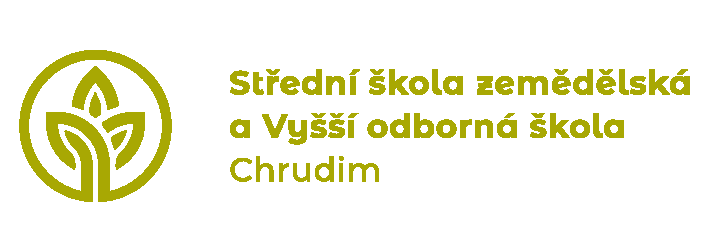 Střední škola zemědělská
a Vyšší odborná škola
Chrudim